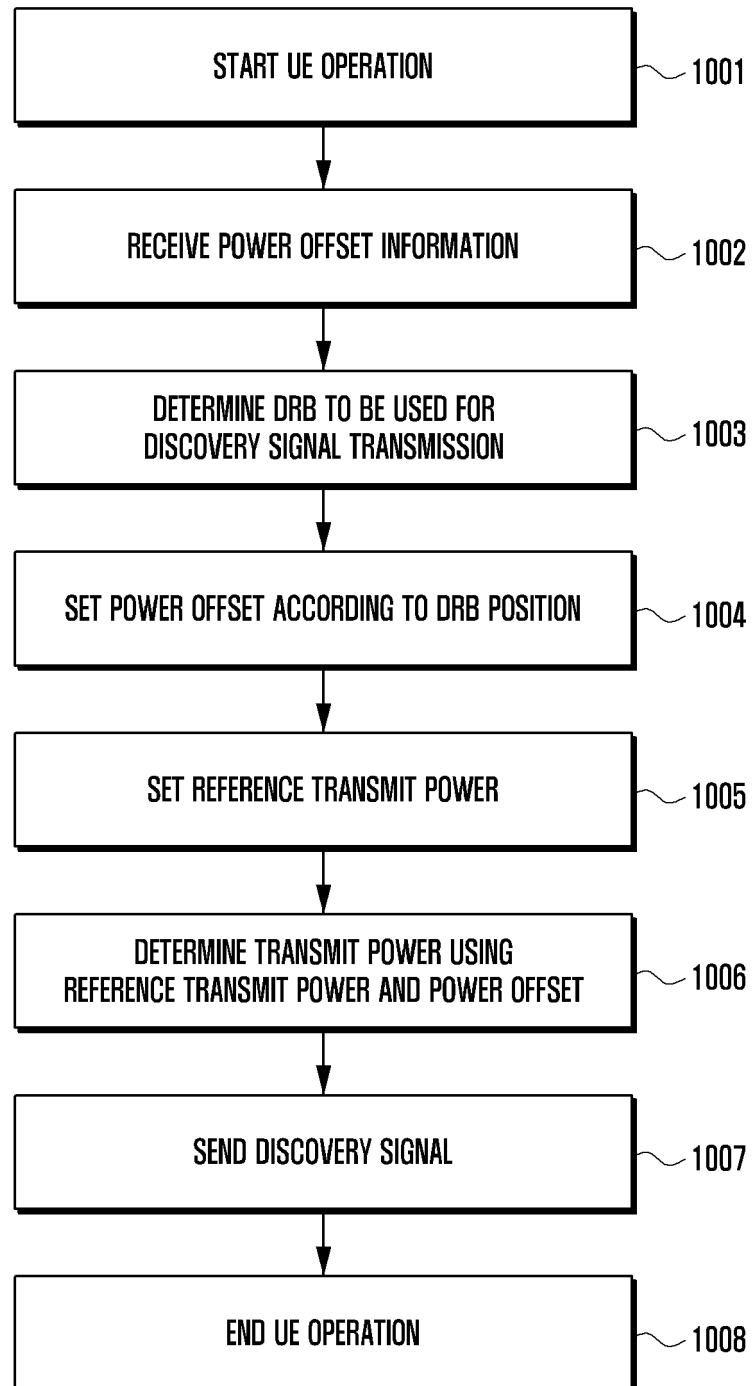 START UE OPERATION
1001
RECEIVE POWER OFFSET INFORMATION
1002
DETERMINE DRB TO BE USED FOR
DISCOVERY SIGNAL TRANSMISSION
1003
SET POWER OFFSET ACCORDING TO DRB POSITION
1004
SET REFERENCE TRANSMIT POWER
1005
DETERMINE TRANSMIT POWER USING
REFERENCE TRANSMIT POWER AND POWER OFFSET
1006
SEND DISCOVERY SIGNAL
1007
END UE OPERATION
1008